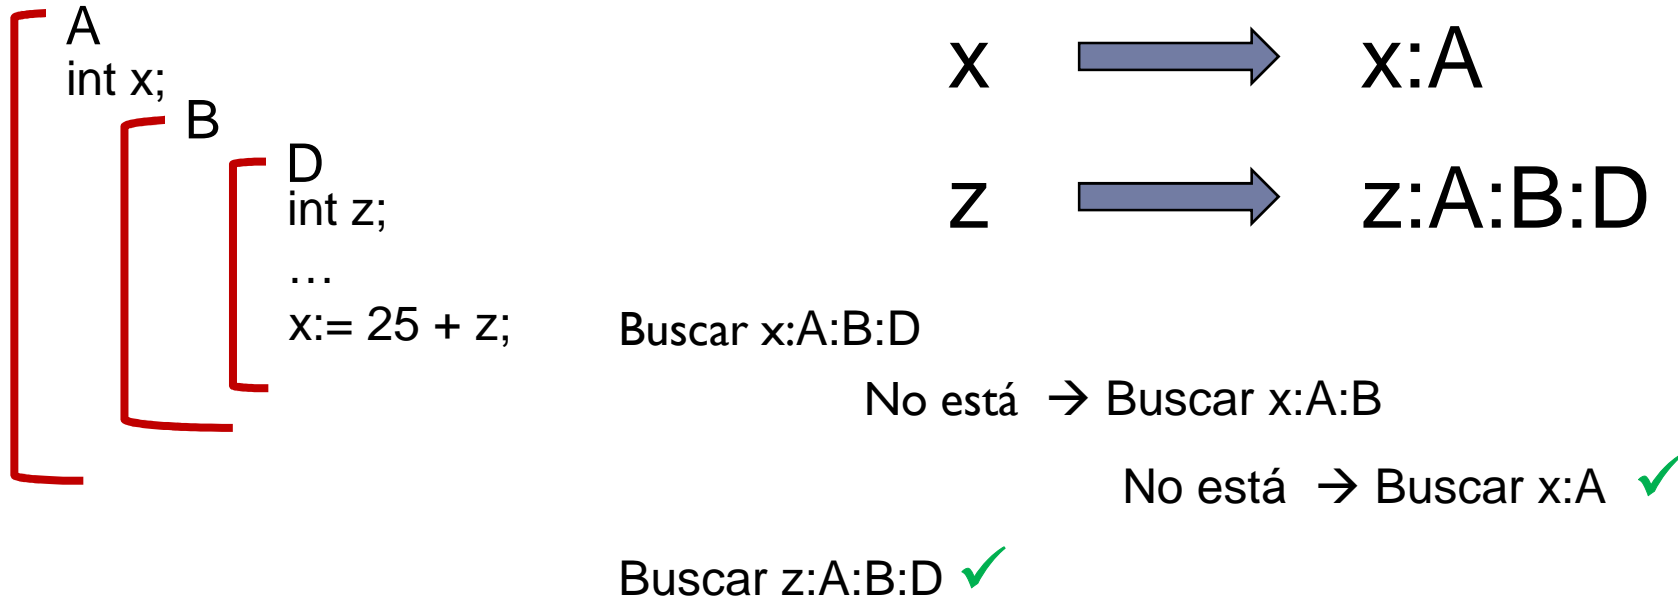 A
int x;
B
D
int z;
…
x:= 25 + z;
x x:A
z z:A:B:D
Buscar x:A:B:D
No está → Buscar x:A:B
No está → Buscar x:A ✓
Buscar z:A:B:D ✓